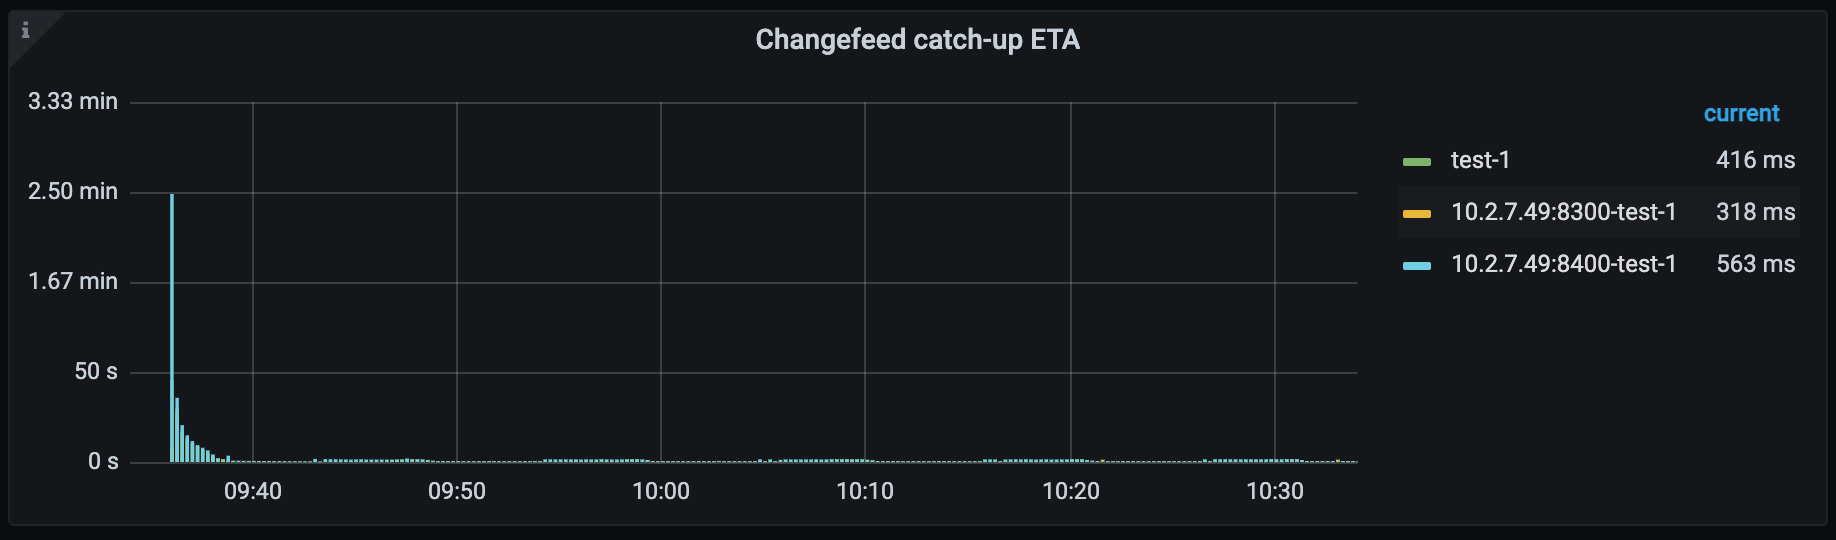 i
Changefeed catch-up ETA
3.33 min
2.50 min
1.67 min
50 s
0 s
09:40 09:50 10:00 10:10 10:20 10:30
current
test-1 416 ms
10.2.7.49:8300-test-1 318 ms
10.2.7.49:8400-test-1 563 ms